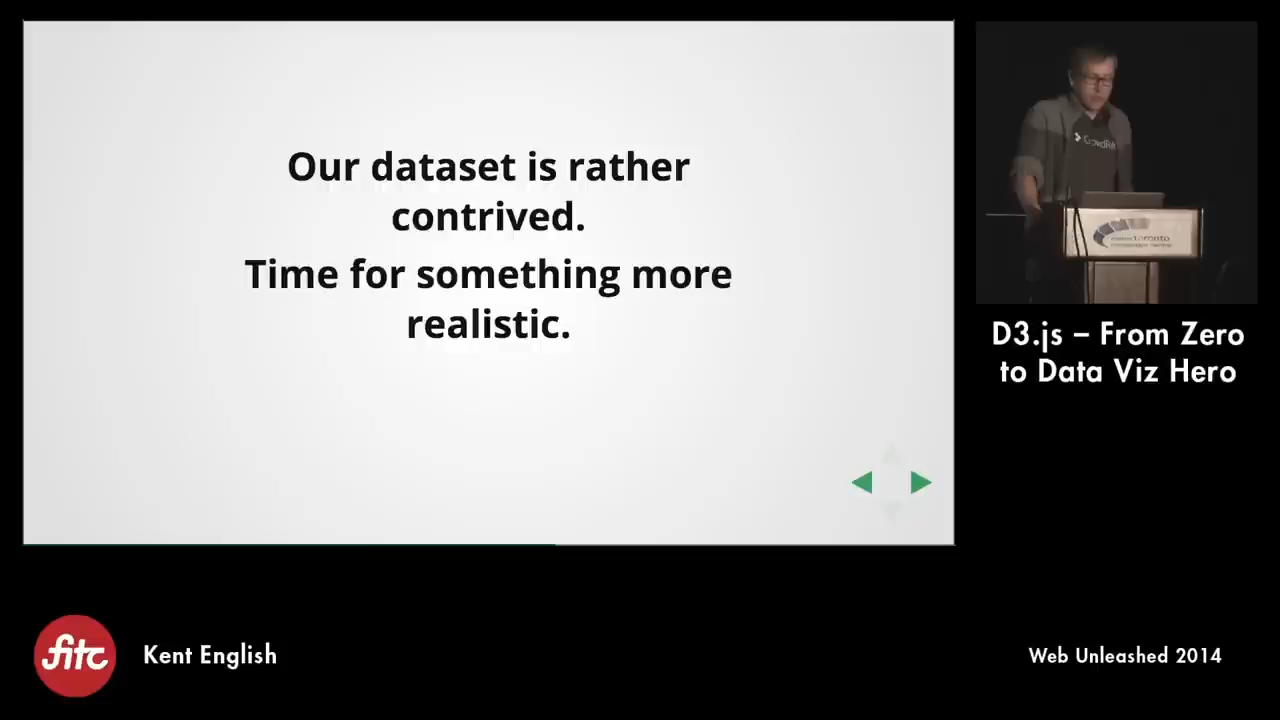 Our dataset is rather
contrived.
Time for something more
realistic.
D3.js – From Zero
to Data Viz Hero
fitc
Kent English
Web Unleashed 2014